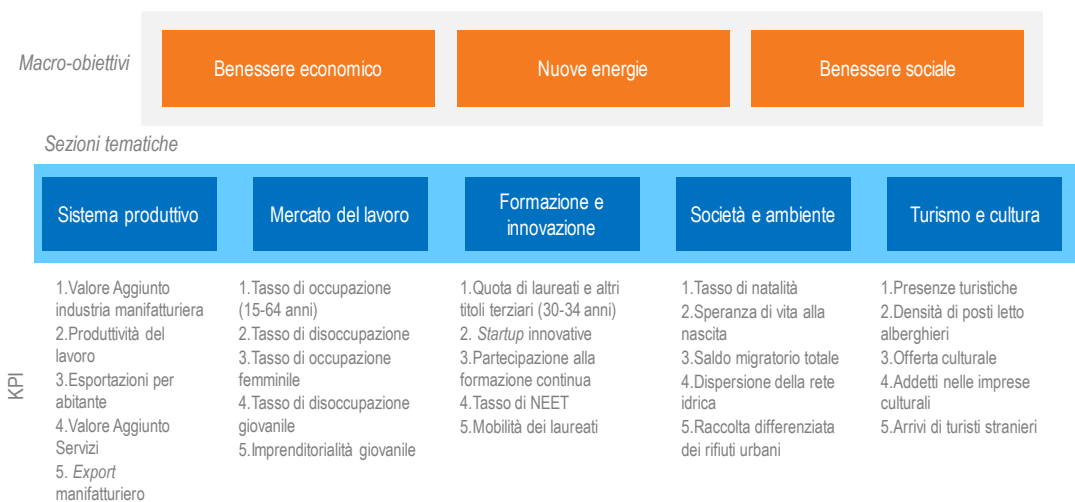 Macro-obiettivi
Benessere economico
Nuove energie
Benessere sociale
Sezioni tematiche
Sistema produttivo
Mercato del lavoro
Formazione e
innovazione
Società e ambiente
Turismo e cultura
KPI
1.Valore Aggiunto
industria manifatturiera
2.Produttività del
lavoro
3.Esportazioni per
abitante
4.Valore Aggiunto
Servizi
5. Export
manifatturiero
1.Tasso di occupazione
(15-64 anni)
2.Tasso di disoccupazione
3.Tasso di occupazione
femminile
4.Tasso di disoccupazione
giovanile
5.Imprenditorialità giovanile
1.Quota di laureati e altri
titoli terziari (30-34 anni)
2. Startup innovative
3.Partecipazione alla
formazione continua
4.Tasso di NEET
5.Mobilità dei laureati
1.Tasso di natalità
2.Speranza di vita alla
nascita
3.Saldo migratorio totale
4.Dispersione della rete
idrica
5.Raccolta differenziata
dei rifiuti urbani
1.Presenze turistiche
2.Densità di posti letto
alberghieri
3.Offerta culturale
4.Addetti nelle imprese
culturali
5.Arrivi di turisti stranieri